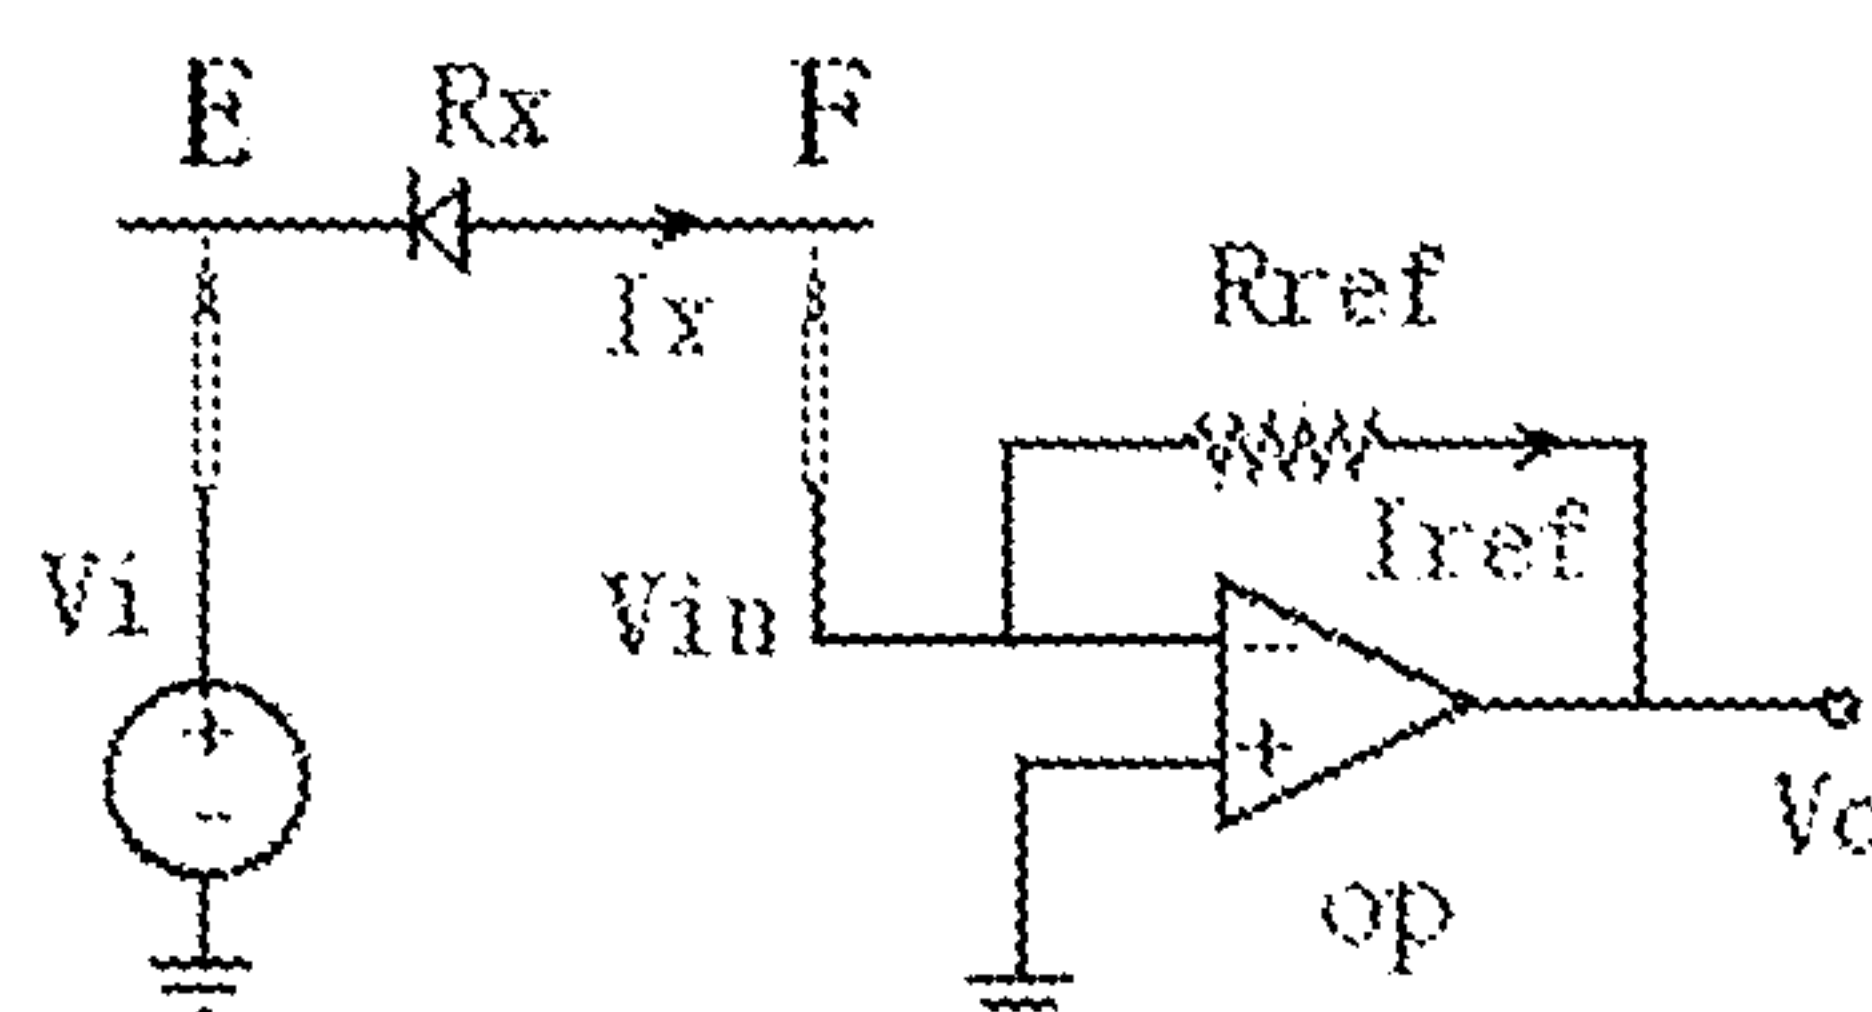 E Rx F
Ix
Rref
Iref
Vi
Vin
-
+
+
-
op